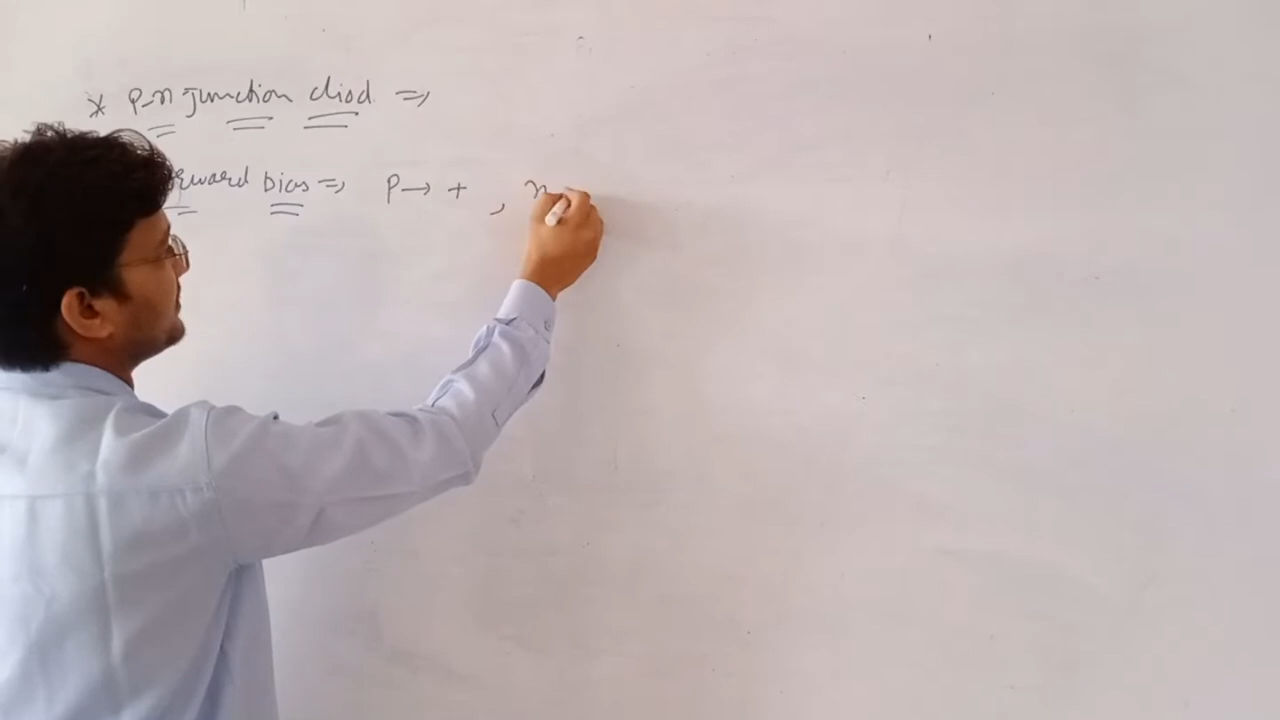 * P-n Junction diod ⇒
bias ⇒ P → + , n